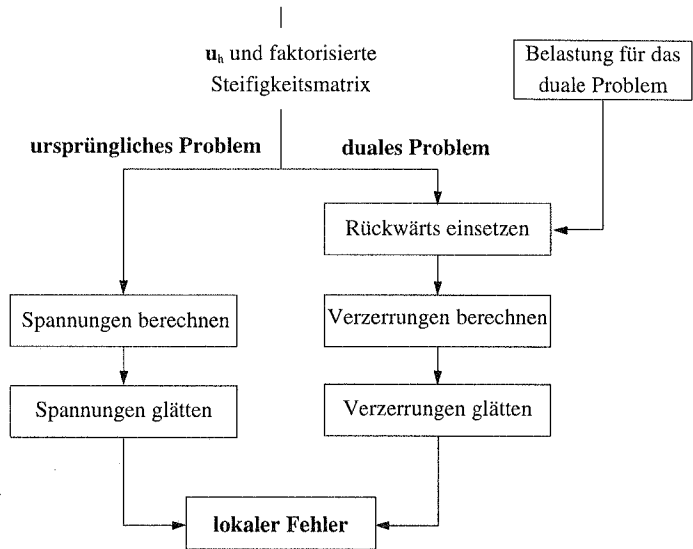 uₕ und faktorisierte
Steifigkeitsmatrix
Belastung für das
duale Problem
ursprüngliches Problem
duales Problem
Rückwärts einsetzen
Spannungen berechnen
Verzerrungen berechnen
Spannungen glätten
Verzerrungen glätten
lokaler Fehler